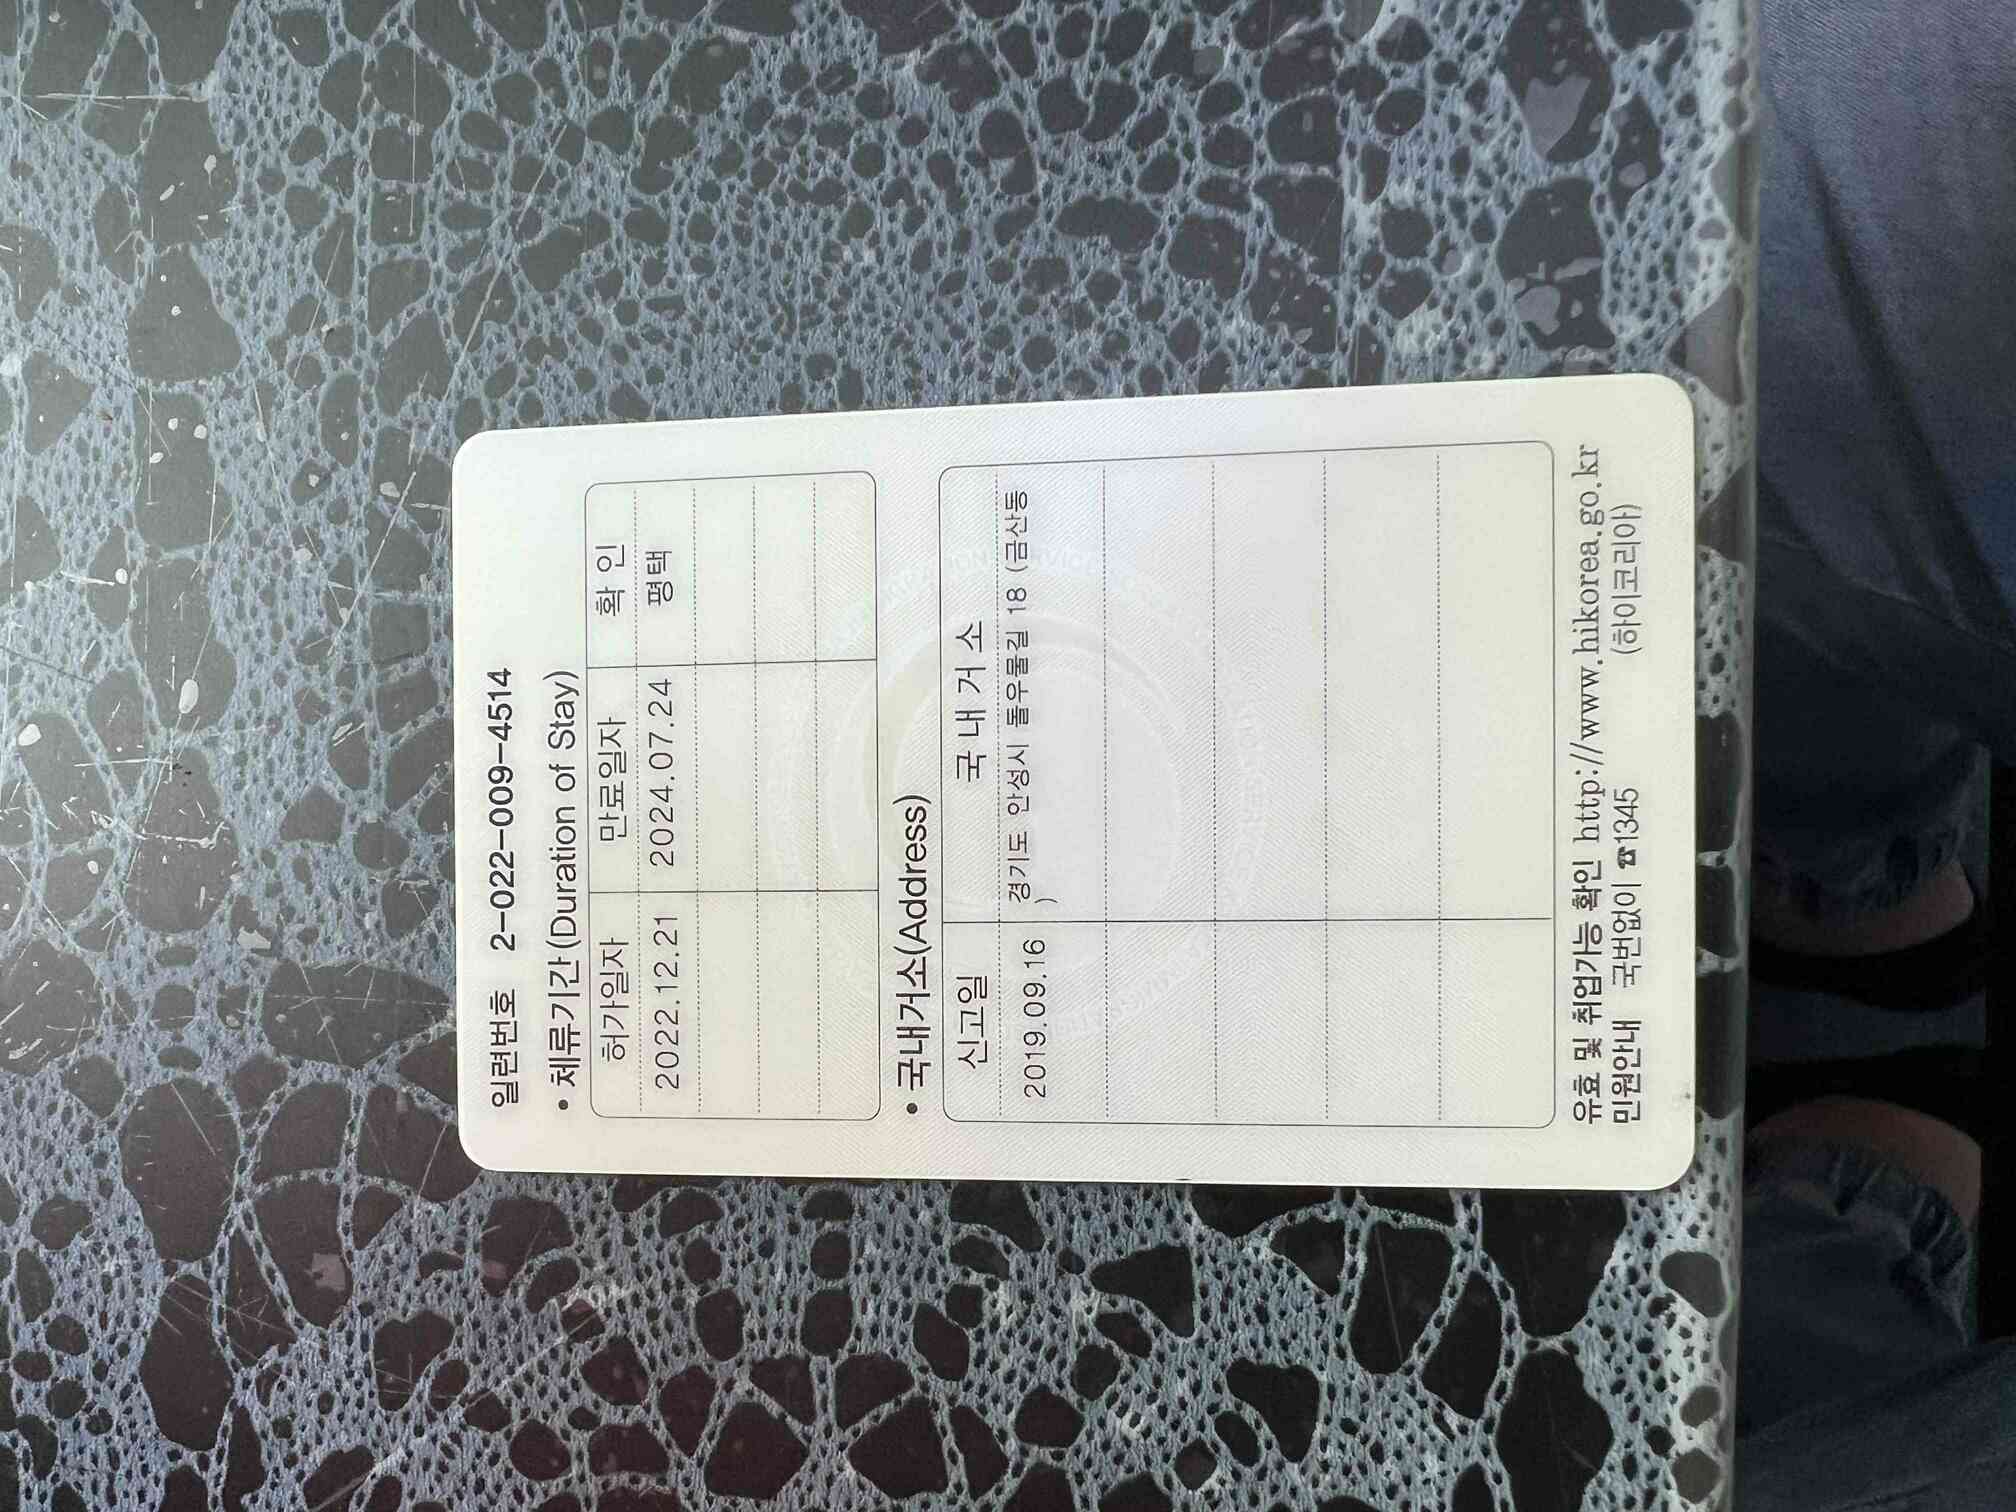 일련번호 2-022-009-4514
• 체류기간(Duration of Stay)
허가일자 만료일자 확 인
2022.12.21 2024.07.24 평택
• 국내거소(Address)
신고일 국 내 거 소
2019.09.16 경기도 안성시 돌우물길 18 (금산동
)
유효 및 취업가능 확인 http://www.hikorea.go.kr
민원안내 국번없이 ☎1345 (하이코리아)